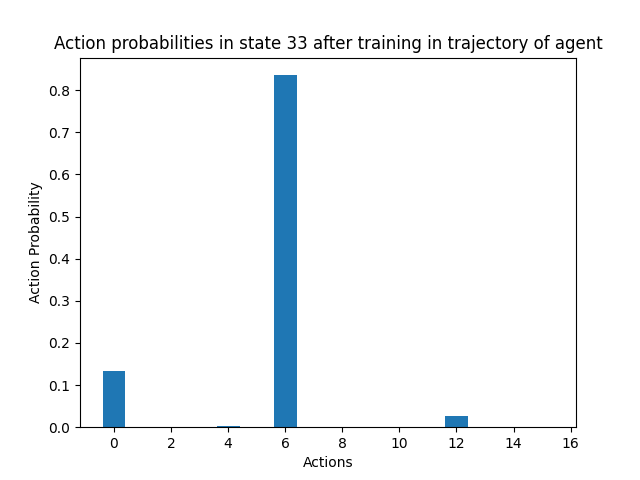 Action probabilities in state 33 after training in trajectory of agent
0.8
0.7
0.6
0.5
0.4
0.3
0.2
0.1
0.0
Action Probability
0 2 4 6 8 10 12 14 16
Actions